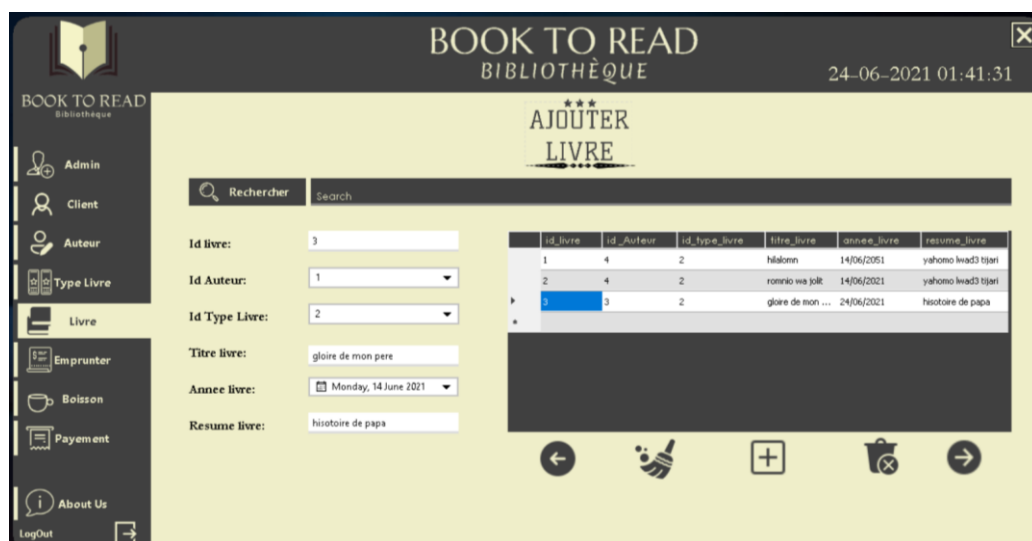 BOOK TO READ
BIBLIOTHÈQUE
24-06-2021 01:41:31
BOOK TO READ
Bibliothèque
AJOUTER
LIVRE
Admin
Client
Auteur
Type Livre
Livre
Emprunter
Boisson
Payement
About Us
LogOut
Rechercher
Search
Id livre:
3
Id Auteur:
1
Id Type Livre:
2
Titre livre:
gloire de mon pere
Annee livre:
Monday, 14 June 2021
Resume livre:
hisotoire de papa
id_livre id_Auteur id_type_livre titre_livre annee_livre resume_livre
1 4 2 hilalomn 14/06/2051 yahomo lwad3 tijari
2 4 2 romnio wa jolit 14/06/2021 yahomo lwad3 tijari
3 3 2 gloire de mon ... 24/06/2021 hisotoire de papa